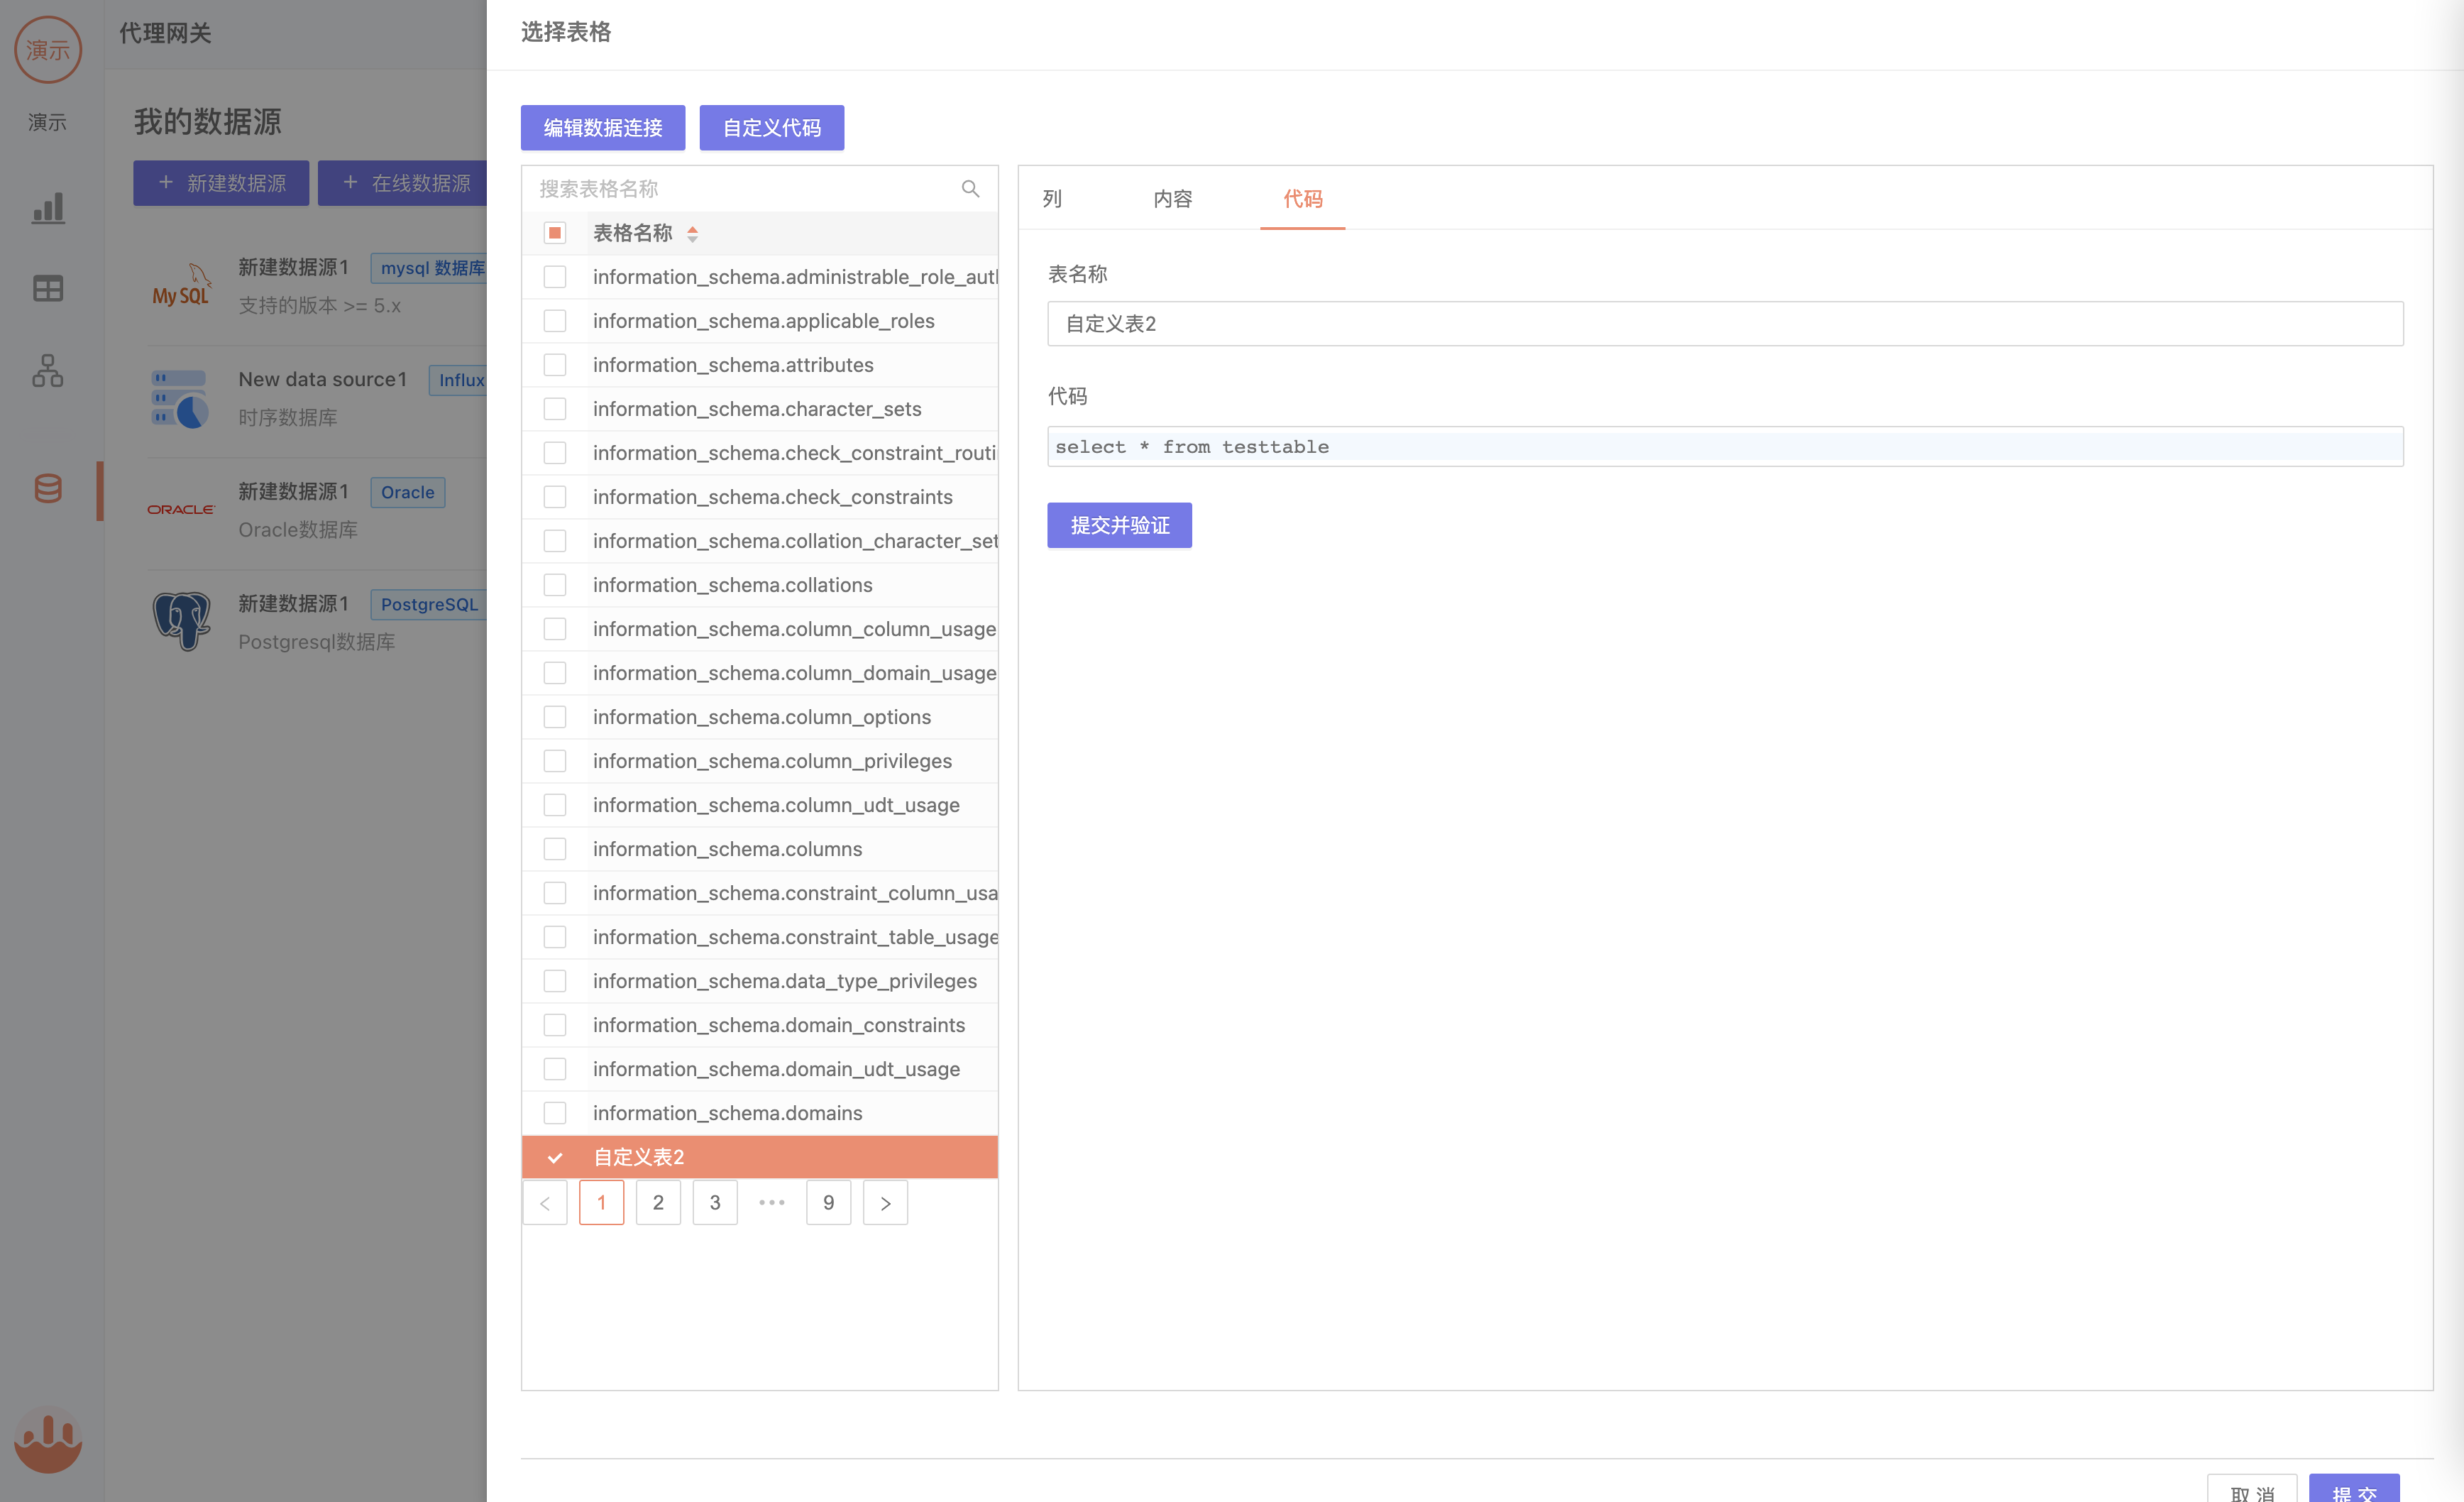 演示
演示
代理网关
我的数据源
+ 新建数据源
+ 在线数据源
MySQL
新建数据源1
mysql 数据库
支持的版本 >= 5.x
New data source1
Influx
时序数据库
ORACLE
新建数据源1
Oracle
Oracle数据库
新建数据源1
PostgreSQL
Postgresql数据库
选择表格
编辑数据连接
自定义代码
搜索表格名称
表格名称
information_schema.administrable_role_aut
information_schema.applicable_roles
information_schema.attributes
information_schema.character_sets
information_schema.check_constraint_routi
information_schema.check_constraints
information_schema.collation_character_set
information_schema.collations
information_schema.column_column_usage
information_schema.column_domain_usage
information_schema.column_options
information_schema.column_privileges
information_schema.column_udt_usage
information_schema.columns
information_schema.constraint_column_usa
information_schema.constraint_table_usage
information_schema.data_type_privileges
information_schema.domain_constraints
information_schema.domain_udt_usage
information_schema.domains
自定义表2
< 1 2 3 ••• 9 >
列 内容 代码
表名称
自定义表2
代码
select * from testtable
提交并验证
取 消
提 交